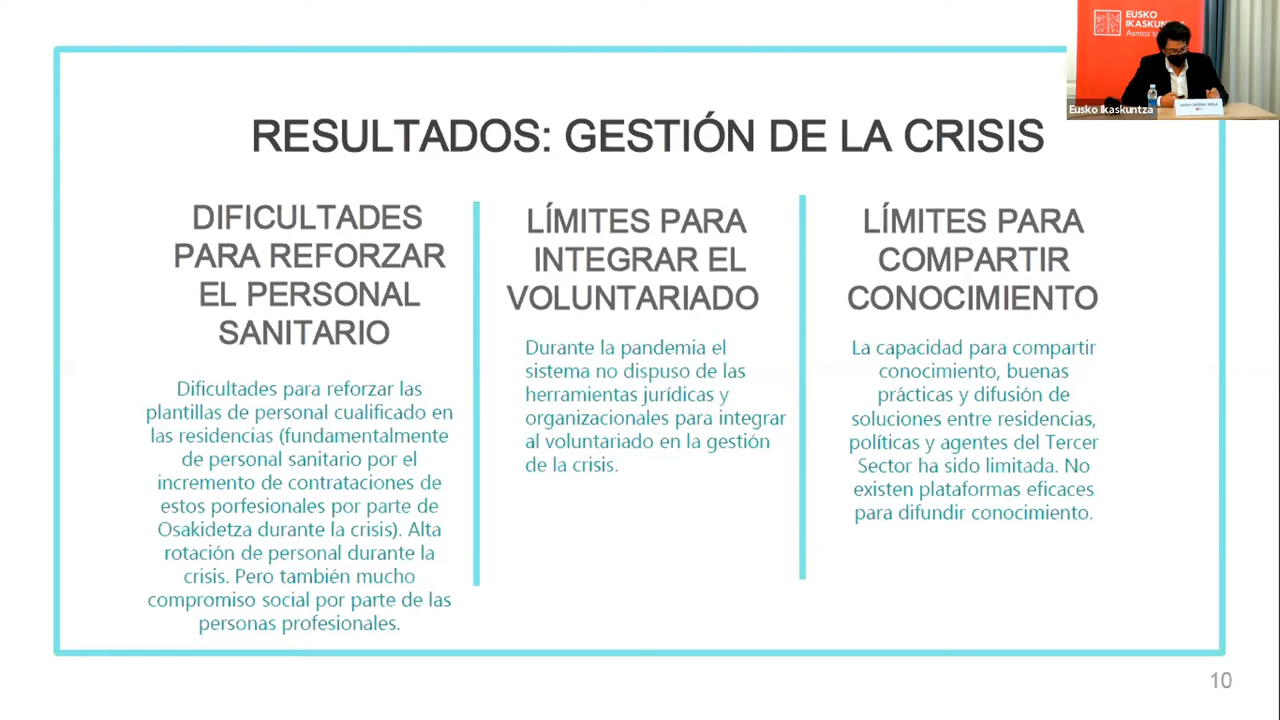 RESULTADOS: GESTIÓN DE LA CRISIS
DIFICULTADES
PARA REFORZAR
EL PERSONAL
SANITARIO
Dificultades para reforzar las
plantillas de personal cualificado en
las residencias (fundamentalmente
de personal sanitario por el
incremento de contrataciones de
estos porfesionales por parte de
Osakidetza durante la crisis). Alta
rotación de personal durante la
crisis. Pero también mucho
compromiso social por parte de las
personas profesionales.
LÍMITES PARA
INTEGRAR EL
VOLUNTARIADO
Durante la pandemia el
sistema no dispuso de las
herramientas jurídicas y
organizacionales para integrar
al voluntariado en la gestión
de la crisis.
LÍMITES PARA
COMPARTIR
CONOCIMIENTO
La capacidad para compartir
conocimiento, buenas
prácticas y difusión de
soluciones entre residencias,
políticas y agentes del Tercer
Sector ha sido limitada. No
existen plataformas eficaces
para difundir conocimiento.
10
EUSKO
Asmoz
Eusko Ikaskuntza